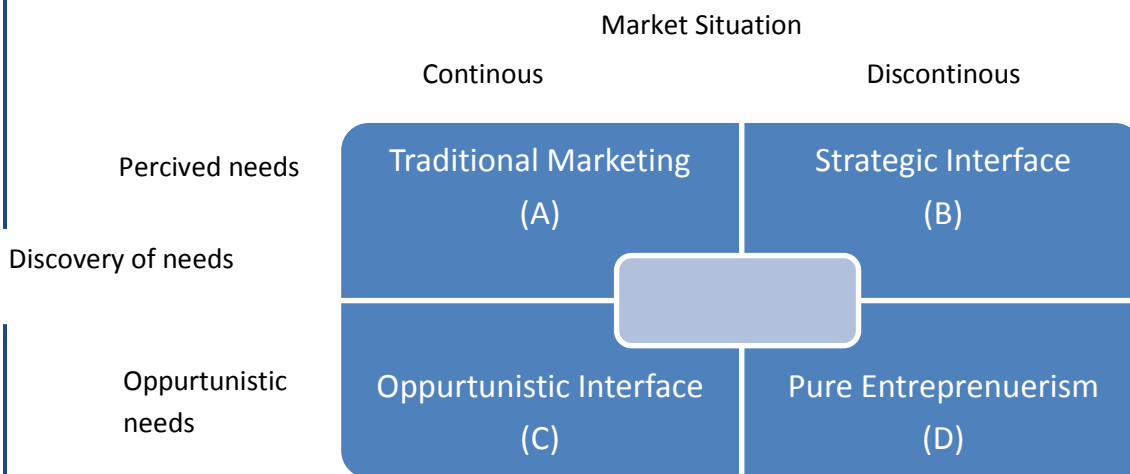 Market Situation
Continous Discontinous
Percived needs
Traditional Marketing
(A)
Strategic Interface
(B)
Discovery of needs
Oppurtunistic
needs
Oppurtunistic Interface
(C)
Pure Entreprenuerism
(D)